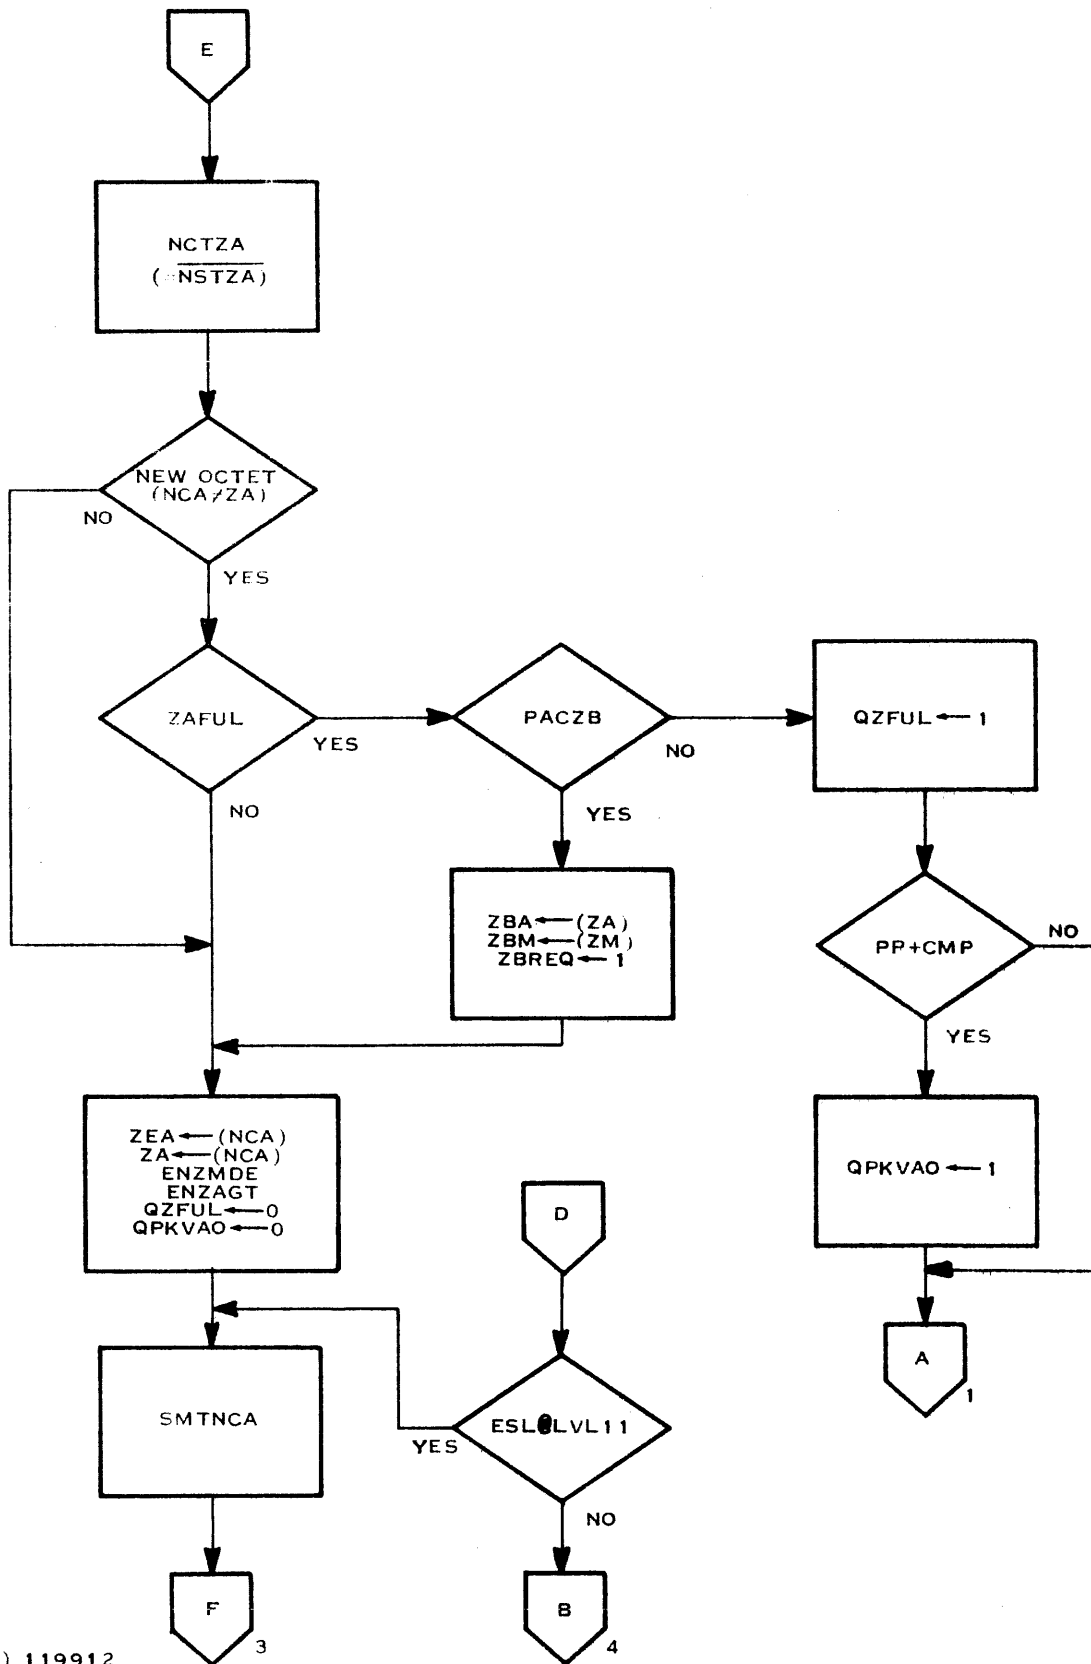 E
NCTZA
(=NSTZA)
NEW OCTET
(NCA≠ZA)
NO
YES
ZAFUL
YES
NO
PACZB
NO
YES
QZFUL←1
ZBA←(ZA)
ZBM←(ZM)
ZBREQ←1
PP+CMP
NO
YES
ZEA←(NCA)
ZA←(NCA)
ENZMDE
ENZAGT
QZFUL←0
QPKVAO←0
QPKVAO←1
D
A
1
SMTNCA
ESL@LVL11
YES
NO
F
3
B
4
) 119912